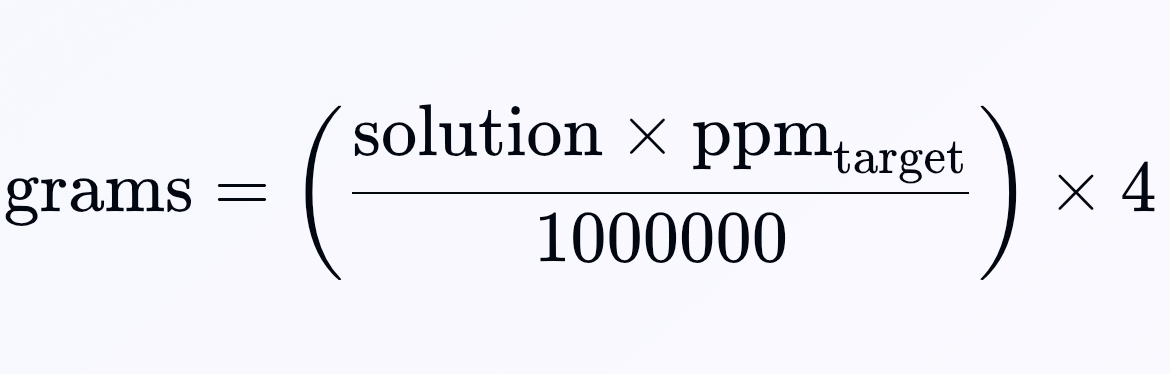 grams = ( solution × ppm_target / 1000000 ) × 4